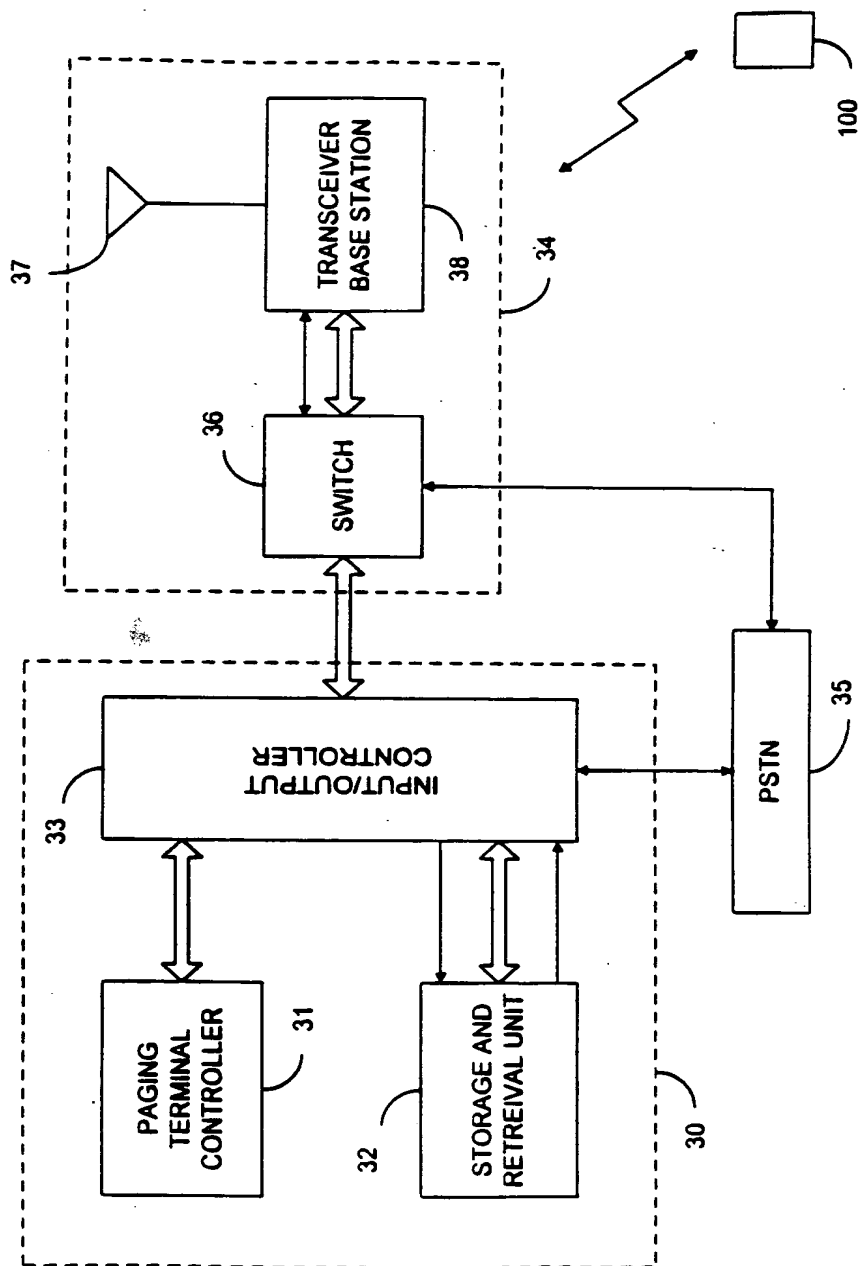 37
TRANSCEIVER
BASE STATION
38
34
100
36
SWITCH
33
INPUT/OUTPUT
CONTROLLER
PSTN
35
PAGING
TERMINAL
CONTROLLER
31
32
STORAGE AND
RETREIVAL UNIT
30